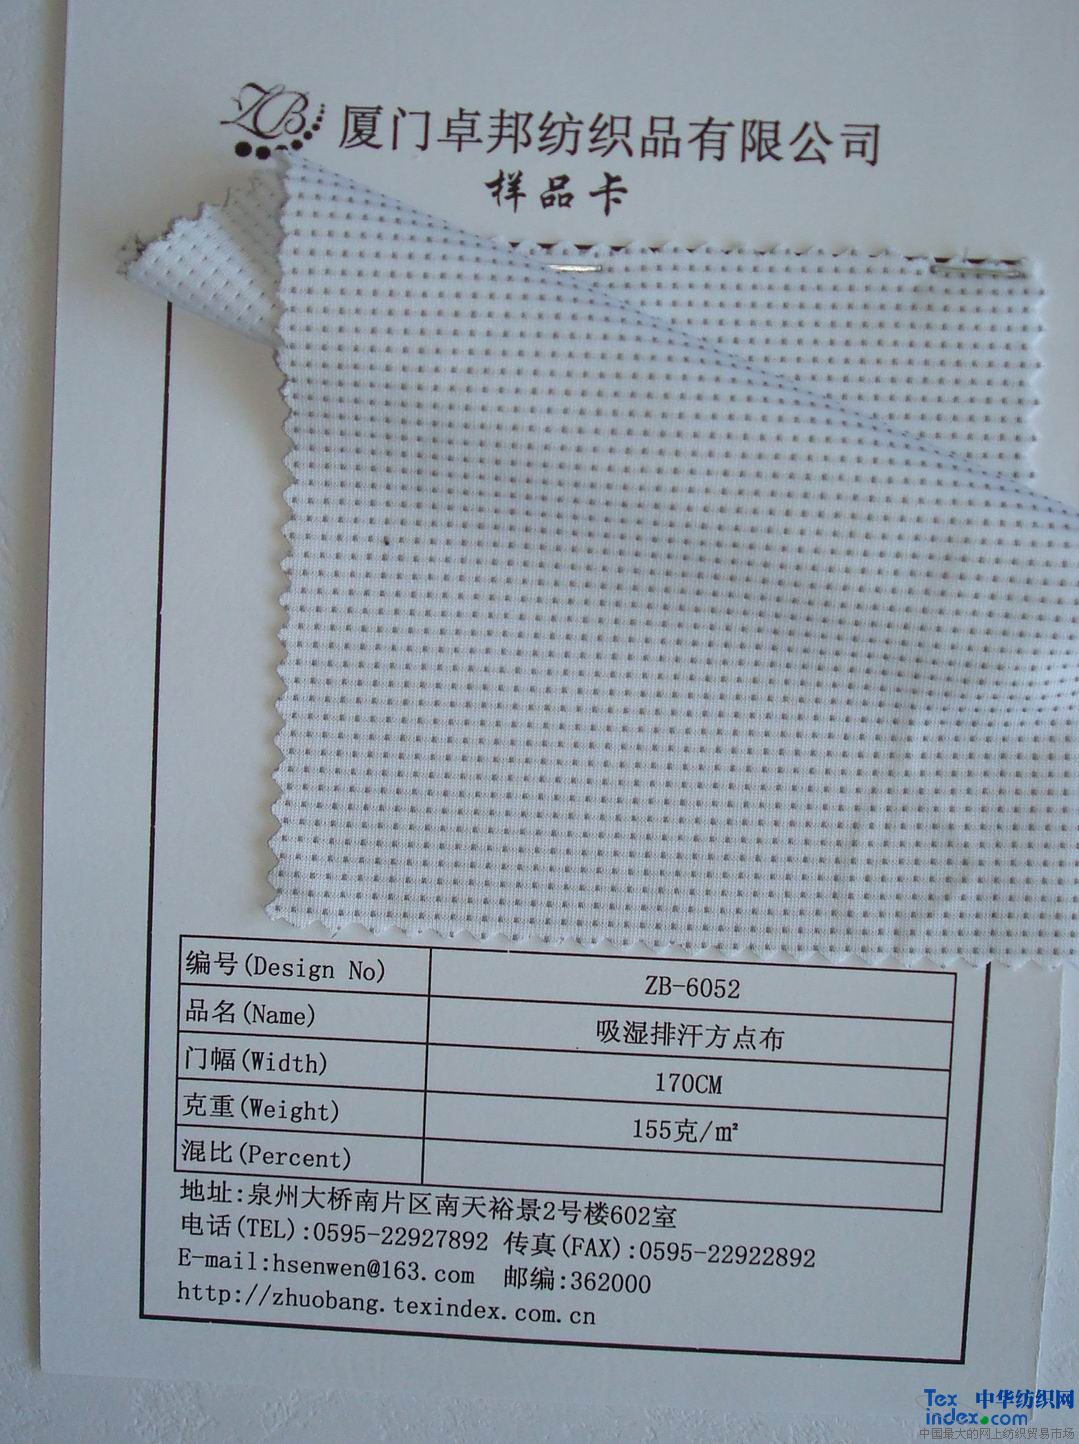 ZB 厦门卓邦纺织品有限公司
样品卡
编号(Design No) ZB-6052
品名(Name) 吸湿排汗方点布
门幅(Width) 170CM
克重(Weight) 155克/m²
混比(Percent)
地址:泉州大桥南片区南天裕景2号楼602室
电话(TEL):0595-22927892 传真(FAX):0595-22922892
E-mail:hsenwen@163.com 邮编:362000
http://zhuobang.texindex.com.cn
Tex 中华纺织网
index.com
中国最大的网上纺织贸易市场